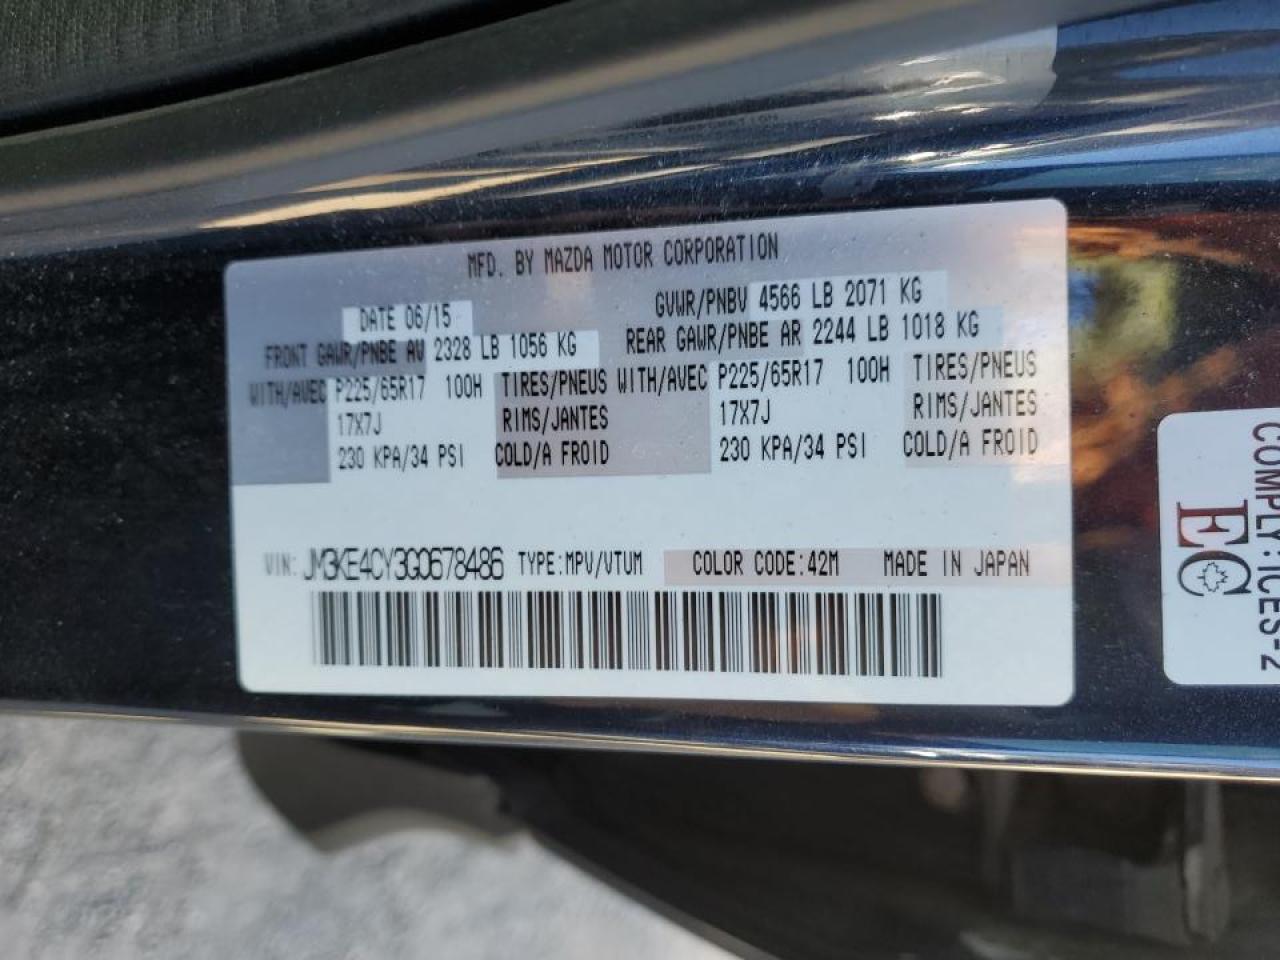 MFD. BY MAZDA MOTOR CORPORATION
DATE 06/15 GVWR/PNBV 4566 LB 2071 KG
FRONT GAWR/PNBE AV 2328 LB 1056 KG REAR GAWR/PNBE AR 2244 LB 1018 KG
WITH/AVEC P225/65R17 100H TIRES/PNEUS WITH/AVEC P225/65R17 100H TIRES/PNEUS
17X7J RIMS/JANTES 17X7J RIMS/JANTES
230 KPA/34 PSI COLD/A FROID 230 KPA/34 PSI COLD/A FROID
VIN: JM3KE4CY3G0678486 TYPE:MPV/VTUM COLOR CODE:42M MADE IN JAPAN
EC
COMPLY:ICES-2